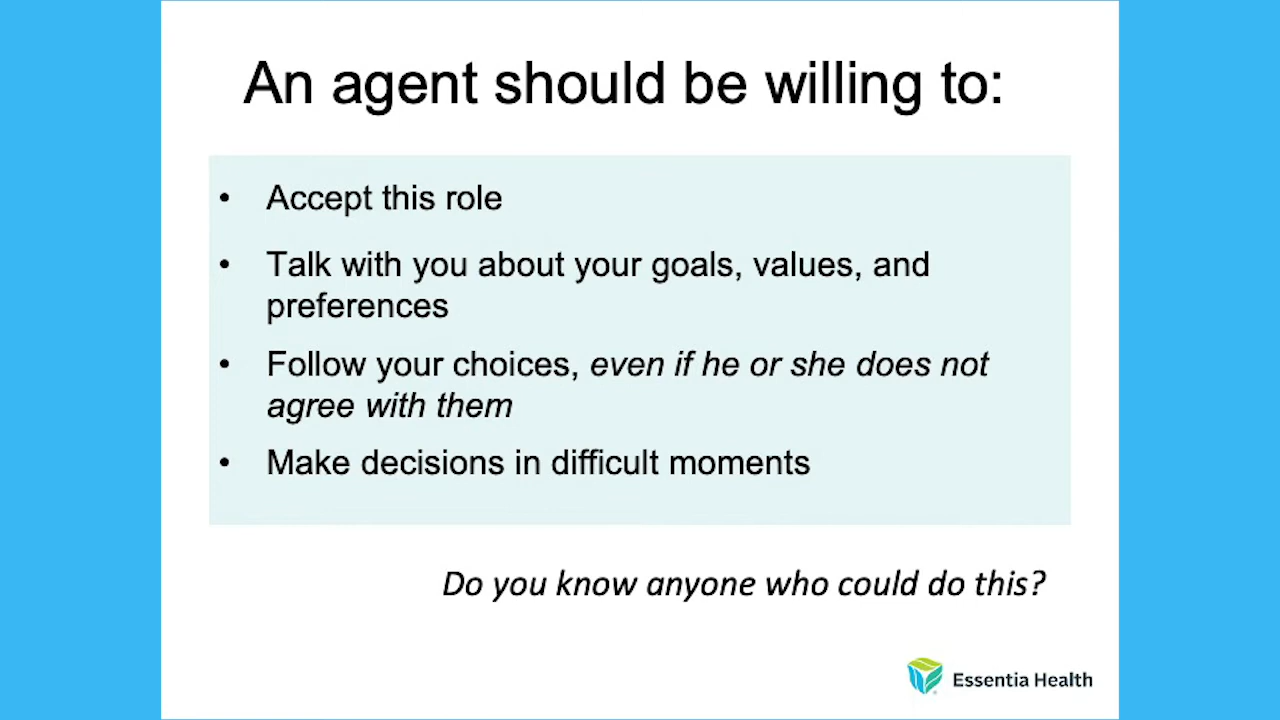 An agent should be willing to:
• Accept this role
• Talk with you about your goals, values, and
preferences
• Follow your choices, even if he or she does not
agree with them
• Make decisions in difficult moments
Do you know anyone who could do this?
Essentia Health